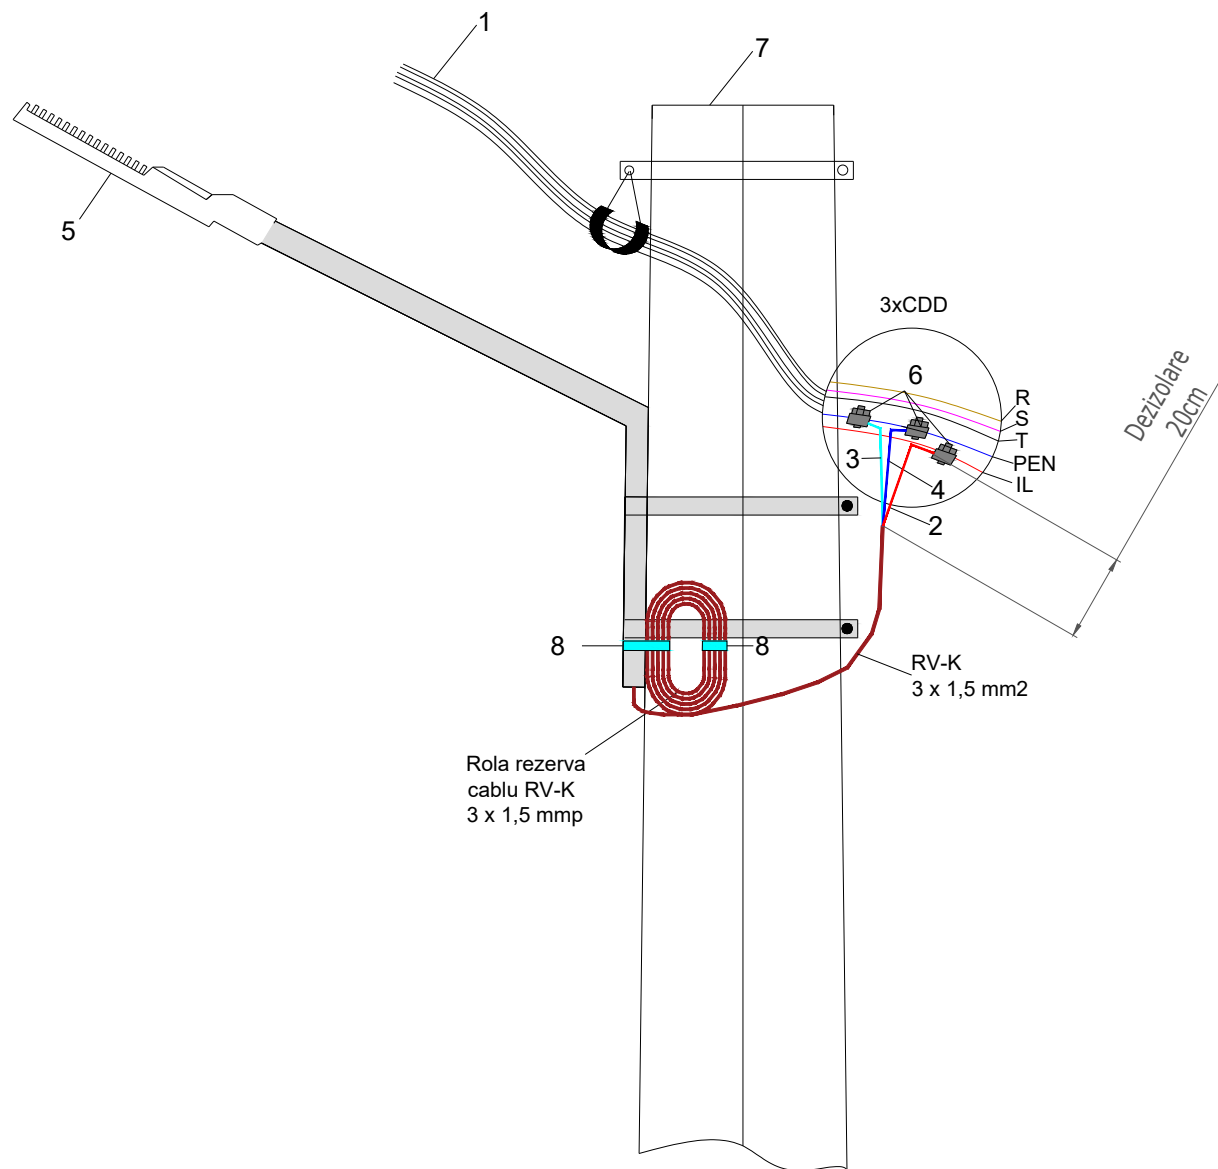 1
7
5
3xCDD
6
R
S
T
PEN
IL
3
4
2
Dezizolare
20cm
8
8
RV-K
3 x 1,5 mm2
Rola rezerva
cablu RV-K
3 x 1,5 mmp